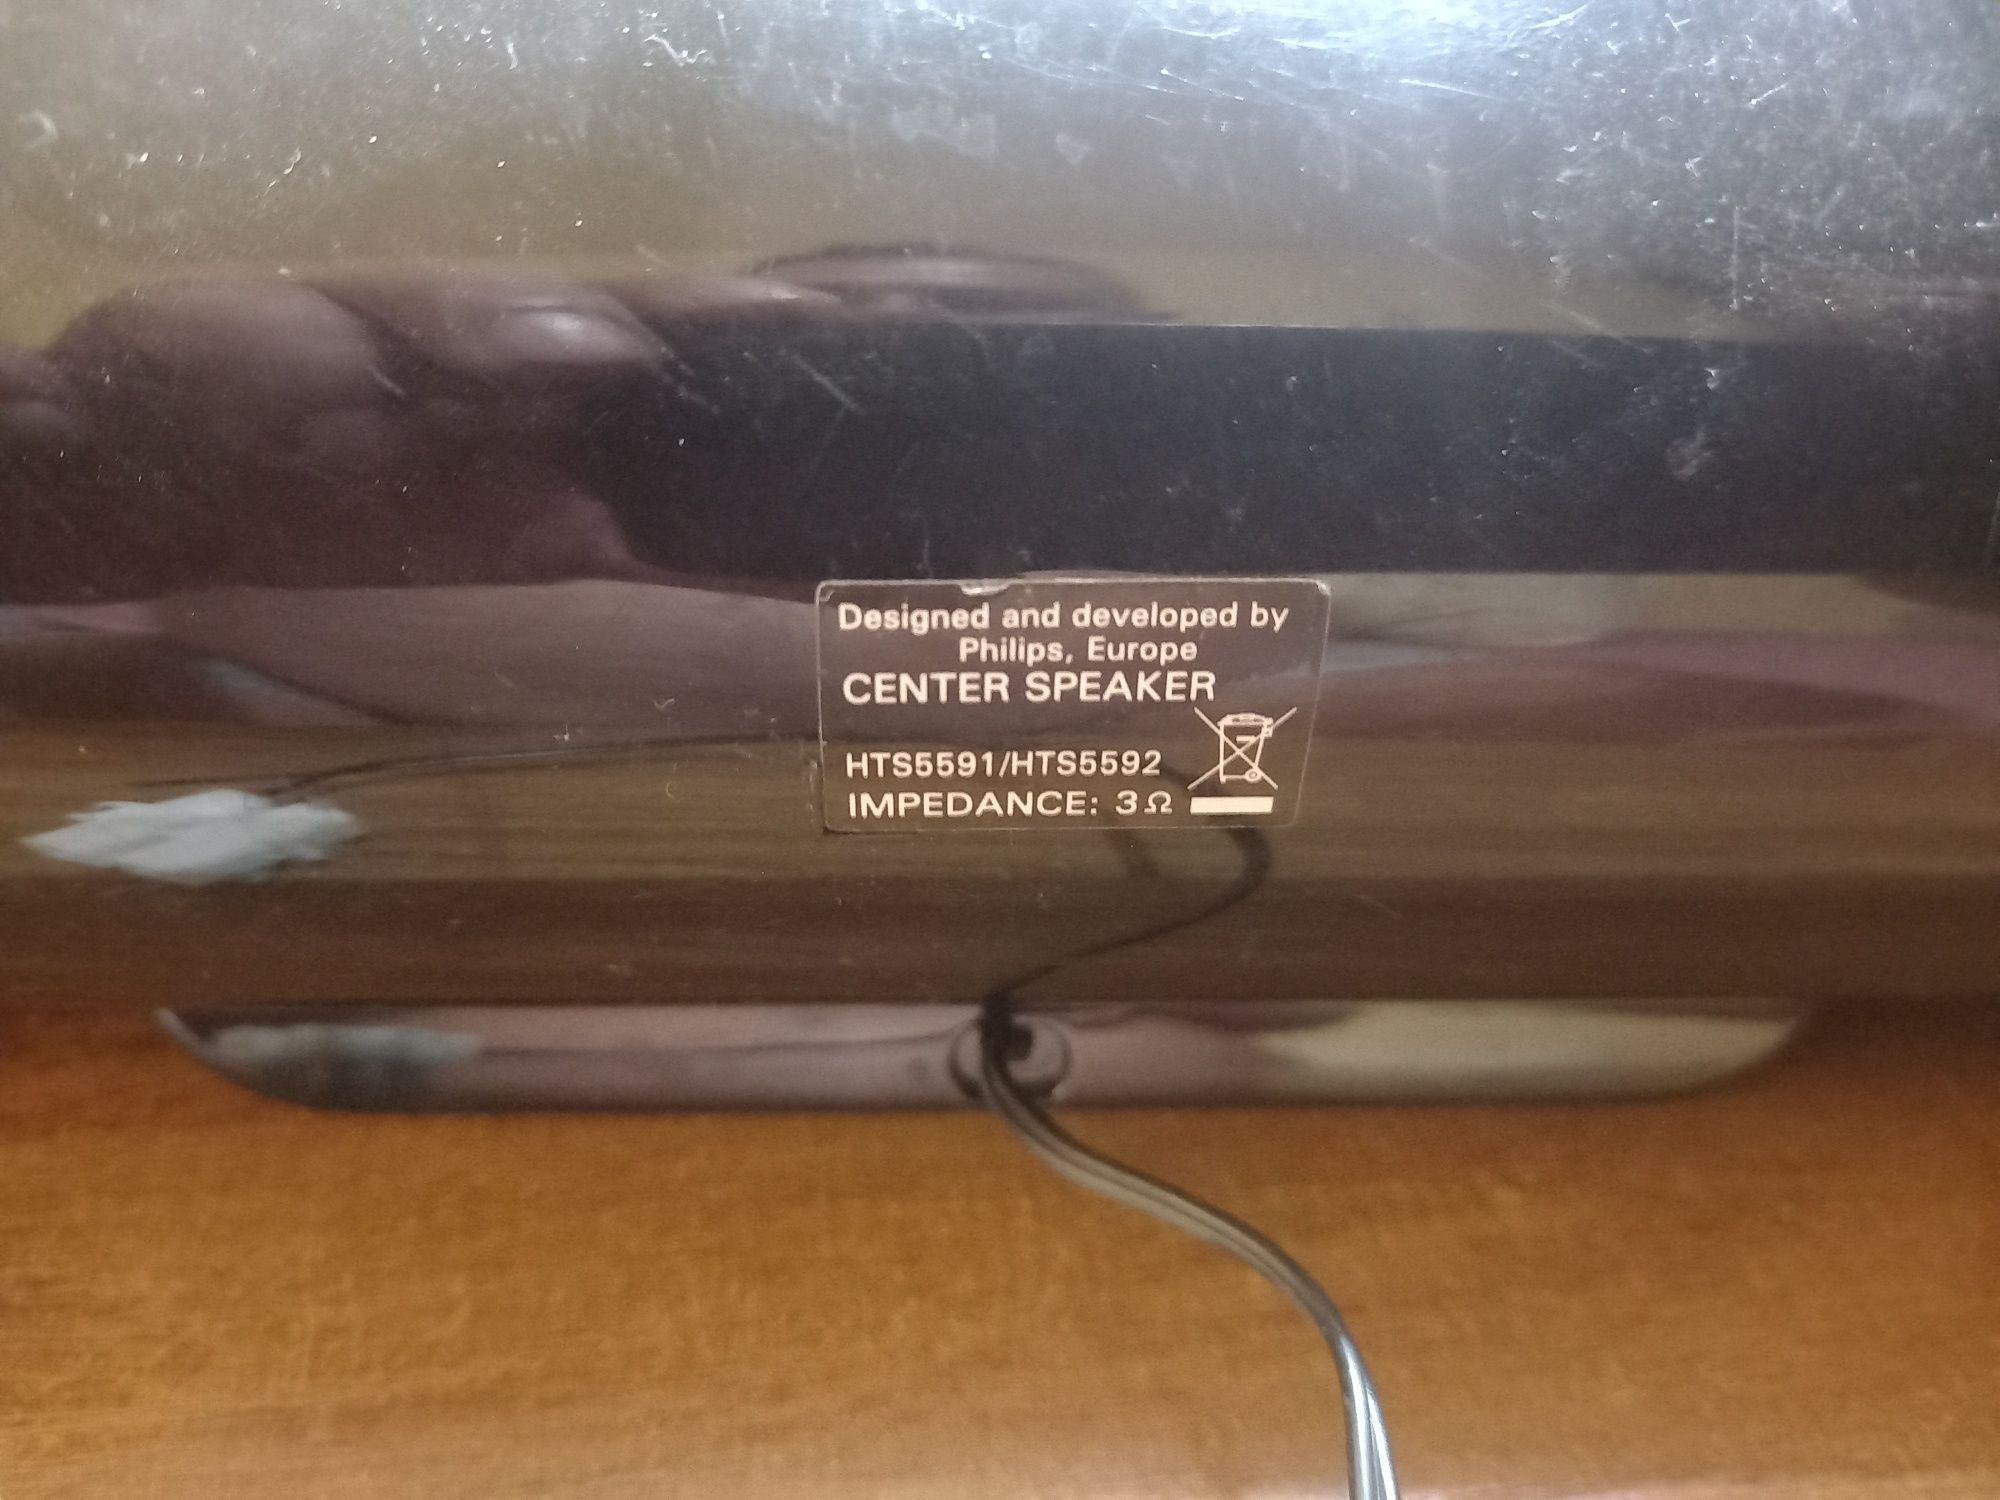 Designed and developed by
Philips, Europe
CENTER SPEAKER
HTS5591/HTS5592
IMPEDANCE: 3Ω